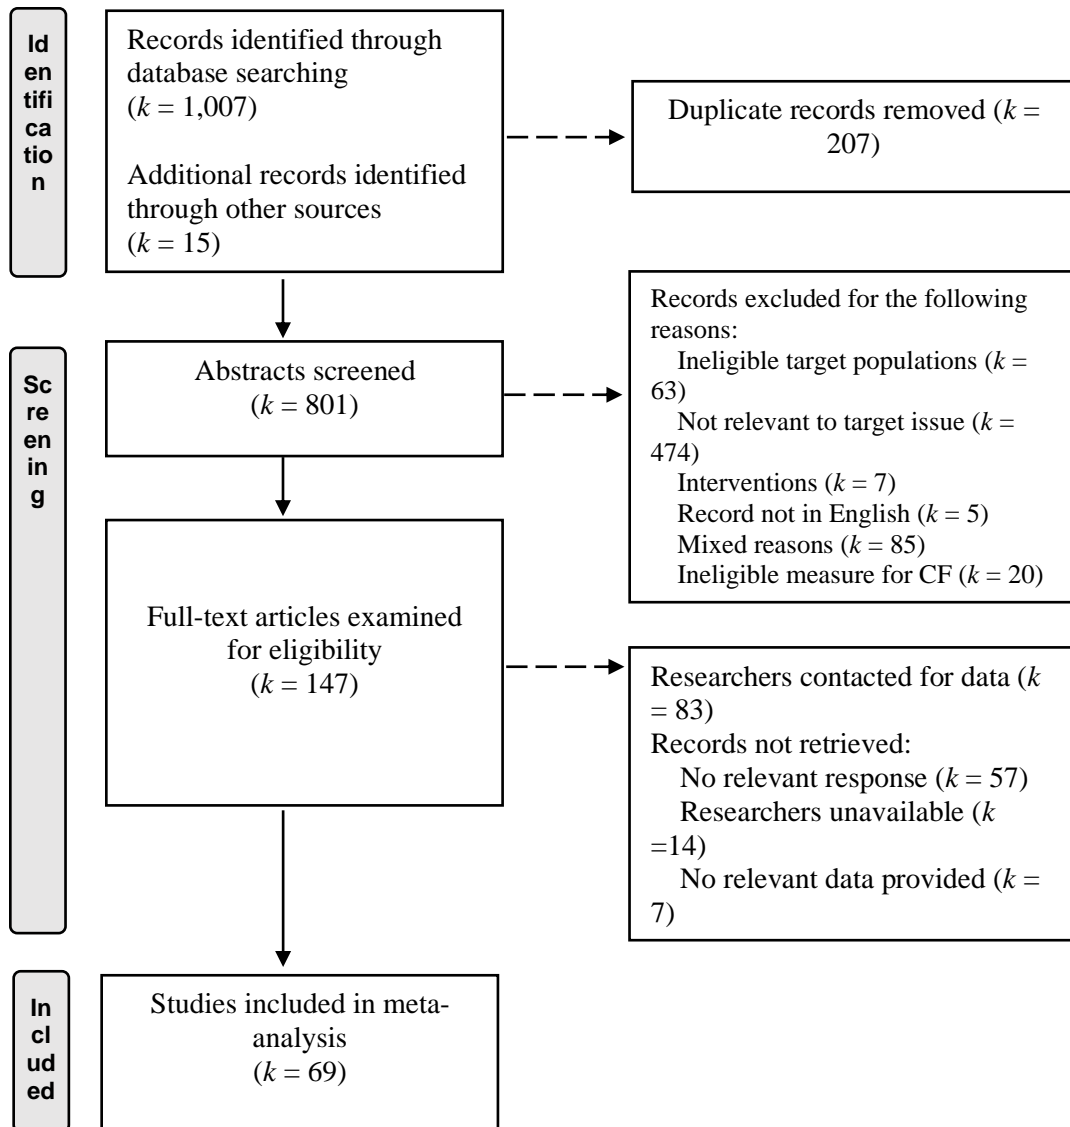 Id
en
tifi
ca
tio
n
Records identified through
database searching
(k = 1,007)
Additional records identified
through other sources
(k = 15)
Duplicate records removed (k =
207)
Sc
re
en
in
g
Abstracts screened
(k = 801)
Records excluded for the following
reasons:
Ineligible target populations (k =
63)
Not relevant to target issue (k =
474)
Interventions (k = 7)
Record not in English (k = 5)
Mixed reasons (k = 85)
Ineligible measure for CF (k = 20)
Full-text articles examined
for eligibility
(k = 147)
Researchers contacted for data (k
= 83)
Records not retrieved:
No relevant response (k = 57)
Researchers unavailable (k
=14)
No relevant data provided (k =
7)
In
cl
ud
ed
Studies included in meta-
analysis
(k = 69)